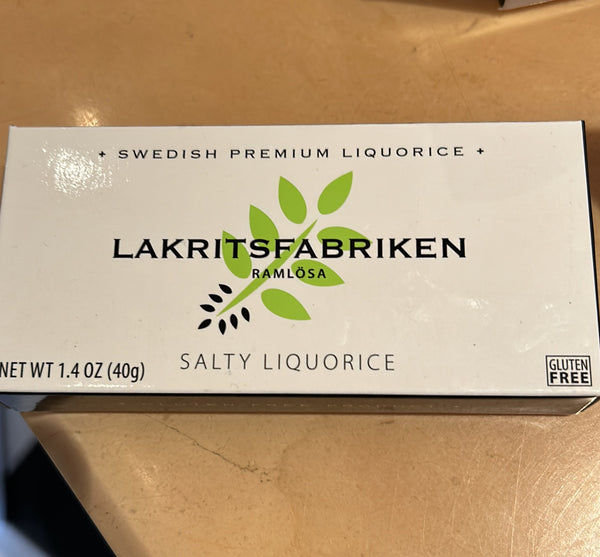 + SWEDISH PREMIUM LIQUORICE +
LAKRITSFABRIKEN
RAMLÖSA
SALTY LIQUORICE
NET WT 1.4 OZ (40g)
GLUTEN
FREE